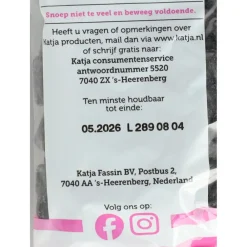 Snoep niet te veel en beweeg voldoende.
Heeft u vragen of opmerkingen over
Katja producten, mail dan via www.katja.nl
of schrijf gratis naar:
Katja consumentenservice
antwoordnummer 5520
7040 ZX 's-Heerenberg
Ten minste houdbaar
tot einde:
05.2026 L 289 08 04
Katja Fassin BV, Postbus 2,
7040 AA 's-Heerenberg, Nederland
Volg ons op: